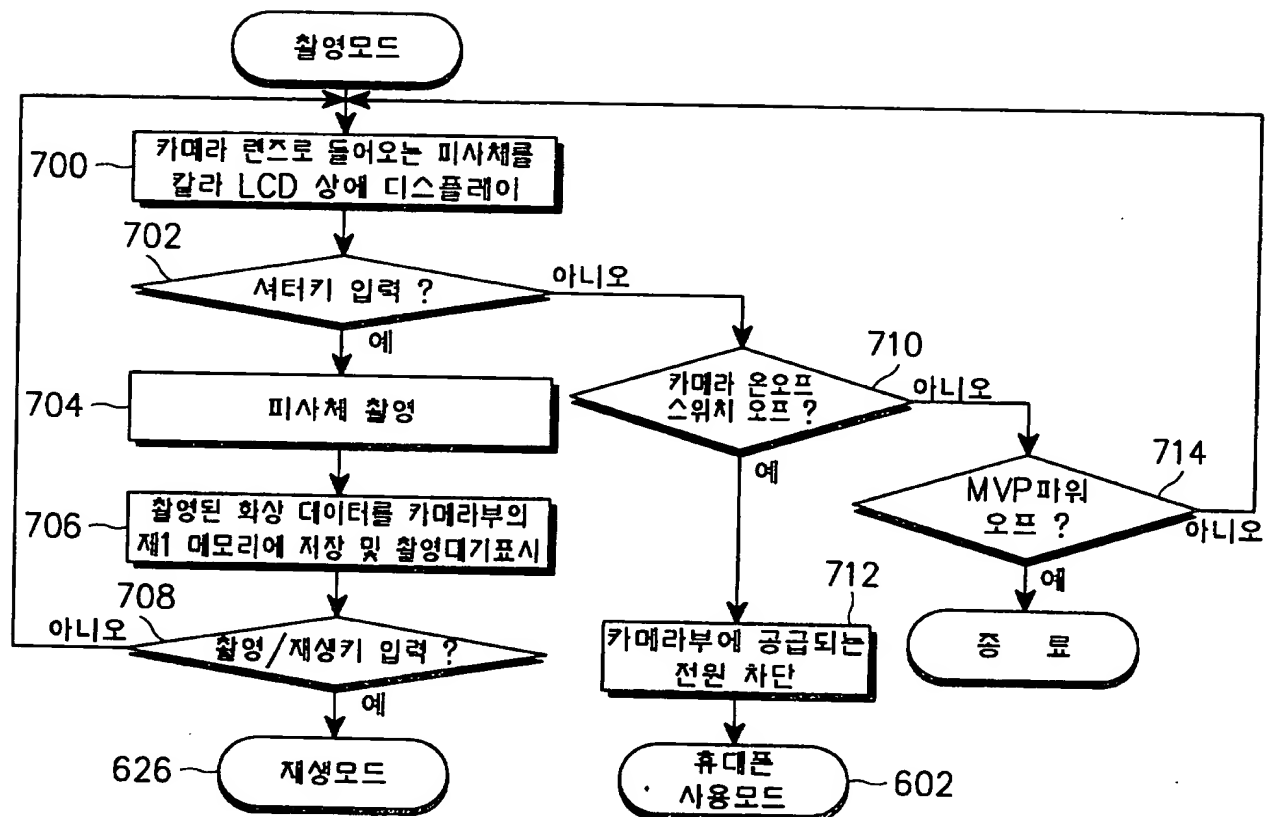 촬영모드
700
카메라 렌즈로 들어오는 피사체를
칼라 LCD 상에 디스플레이
702
셔터키 입력 ?
아니오
예
704
피사체 촬영
706
촬영된 화상 데이터를 카메라부의
제1 메모리에 저장 및 촬영대기표시
708
아니오
촬영/재생키 입력 ?
예
626
재생모드
710
카메라 온오프
스위치 오프 ?
아니오
예
712
카메라부에 공급되는
전원 차단
휴대폰
사용모드
602
714
MVP파워
오프 ?
아니오
예
종 료